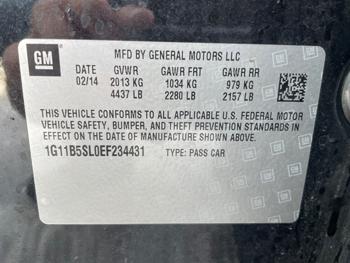 GM
MFD BY GENERAL MOTORS LLC
DATE GVWR GAWR FRT GAWR RR
02/14 2013 KG 1034 KG 979 KG
4437 LB 2280 LB 2157 LB
THIS VEHICLE CONFORMS TO ALL APPLICABLE U.S. FEDERAL MOTOR
VEHICLE SAFETY, BUMPER, AND THEFT PREVENTION STANDARDS
IN EFFECT ON THE DATE OF MANUFACTURE SHOWN ABOVE.
1G11B5SL0EF234431 TYPE: PASS CAR